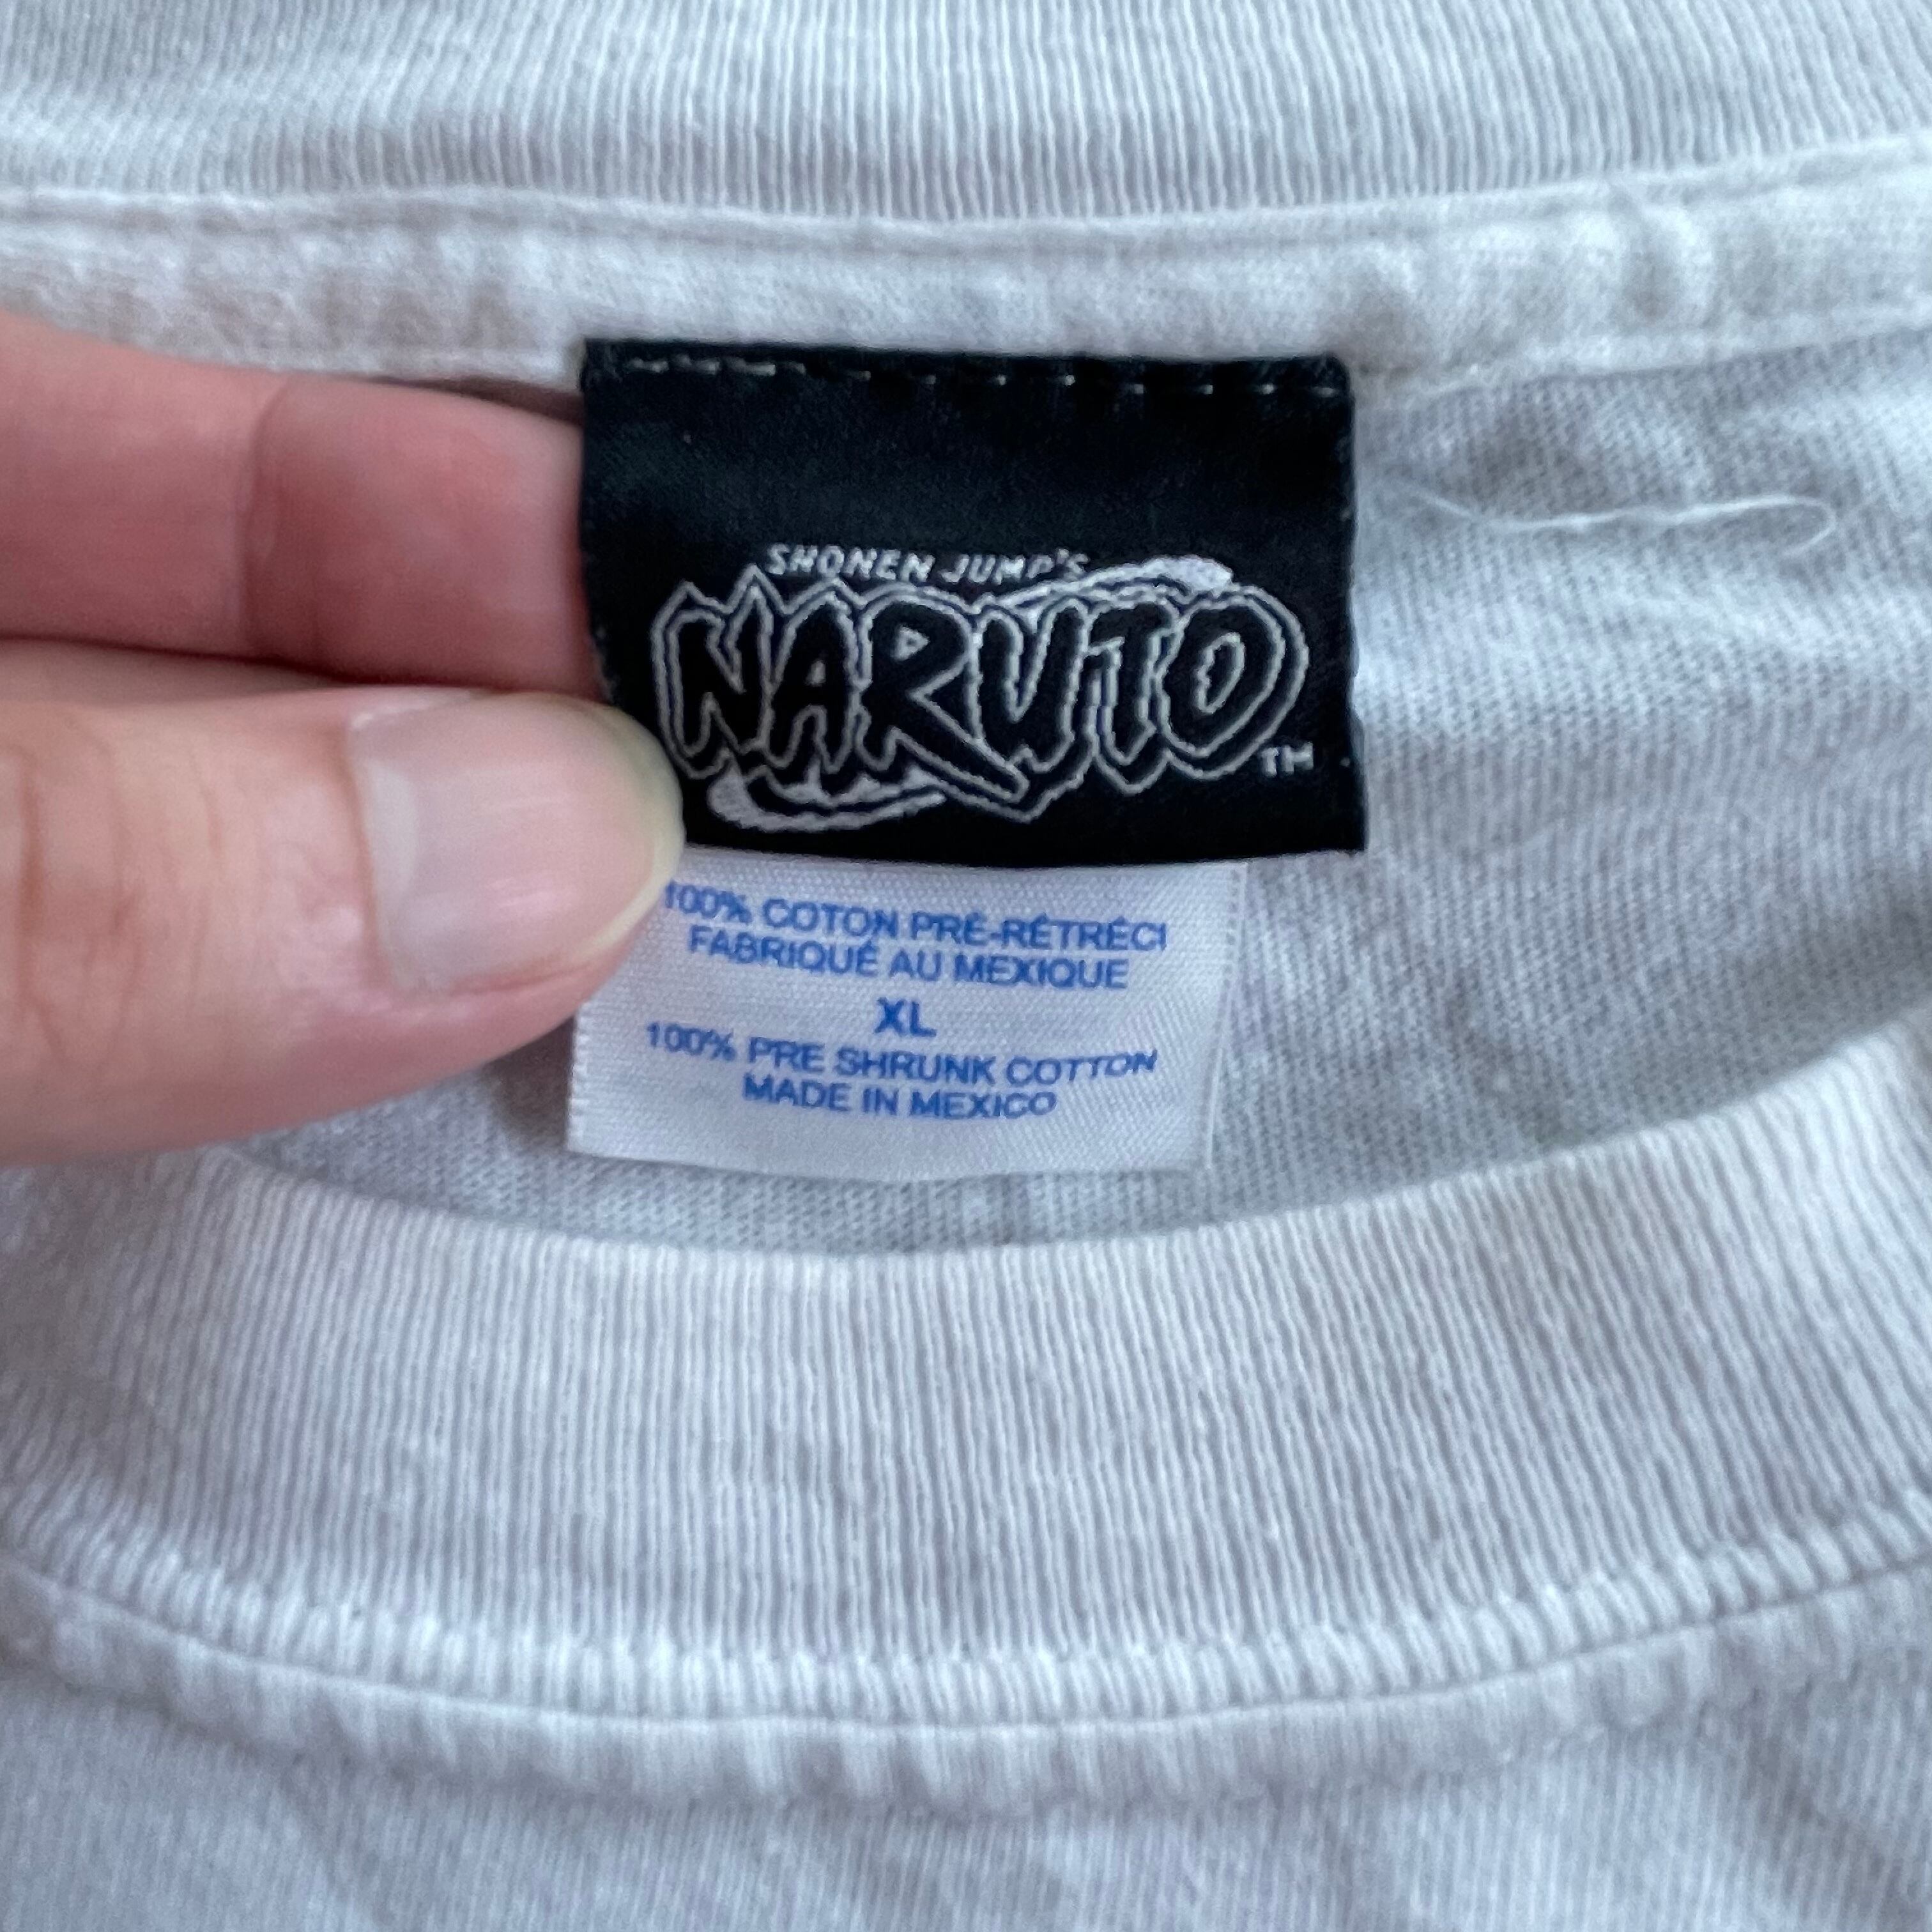 SHONEN JUMP'S
NARUTO
TM
100% COTON PRÉ-RÉTRÉCI
FABRIQUÉ AU MEXIQUE
XL
100% PRE SHRUNK COTTON
MADE IN MEXICO